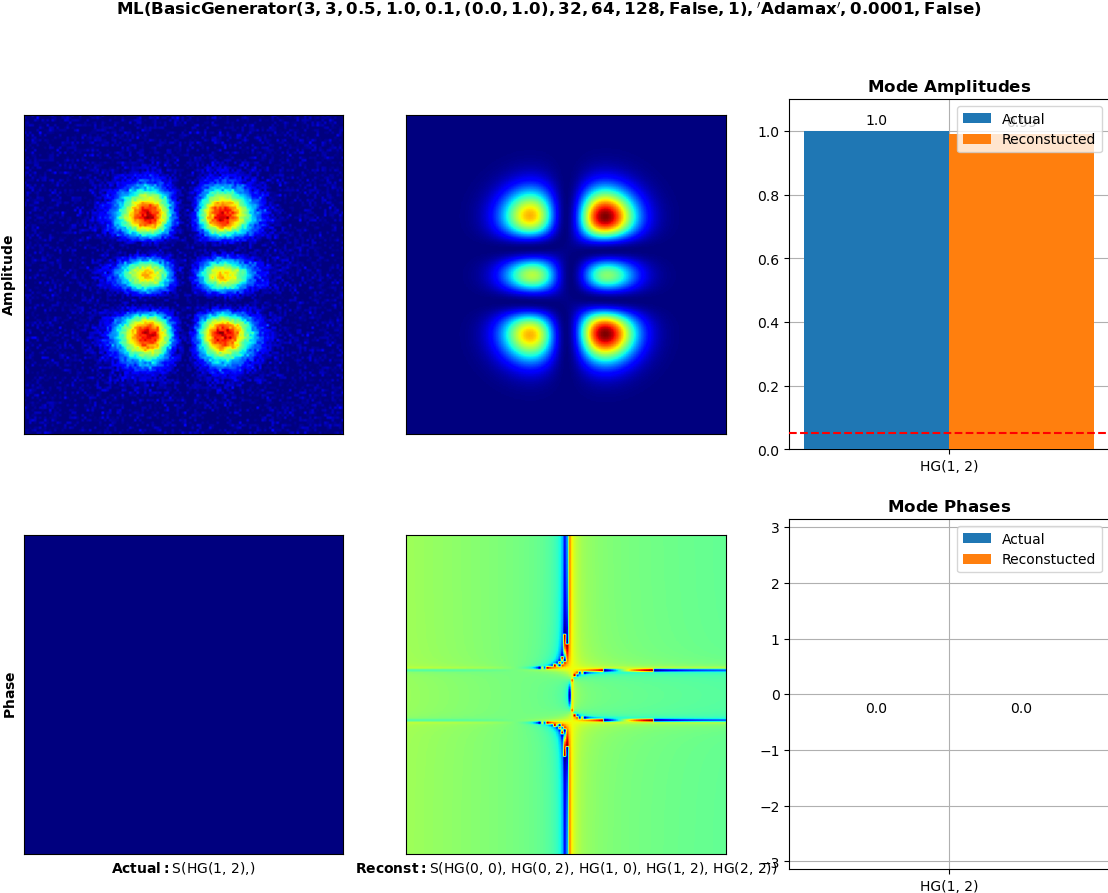 ML(BasicGenerator(3, 3, 0.5, 1.0, 0.1, (0.0, 1.0), 32, 64, 128, False, 1), 'Adamax', 0.0001, False)
Mode Amplitudes
Amplitude
1.0
Actual
Reconstucted
1.0
0.8
0.6
0.4
0.2
0.0
HG(1, 2)
Mode Phases
Phase
Actual
Reconstucted
3
2
1
0
−1
−2
−3
0.0
0.0
HG(1, 2)
Actual: S(HG(1, 2),)
Reconst: S(HG(0, 0), HG(0, 2), HG(1, 0), HG(1, 2), HG(2, 2))